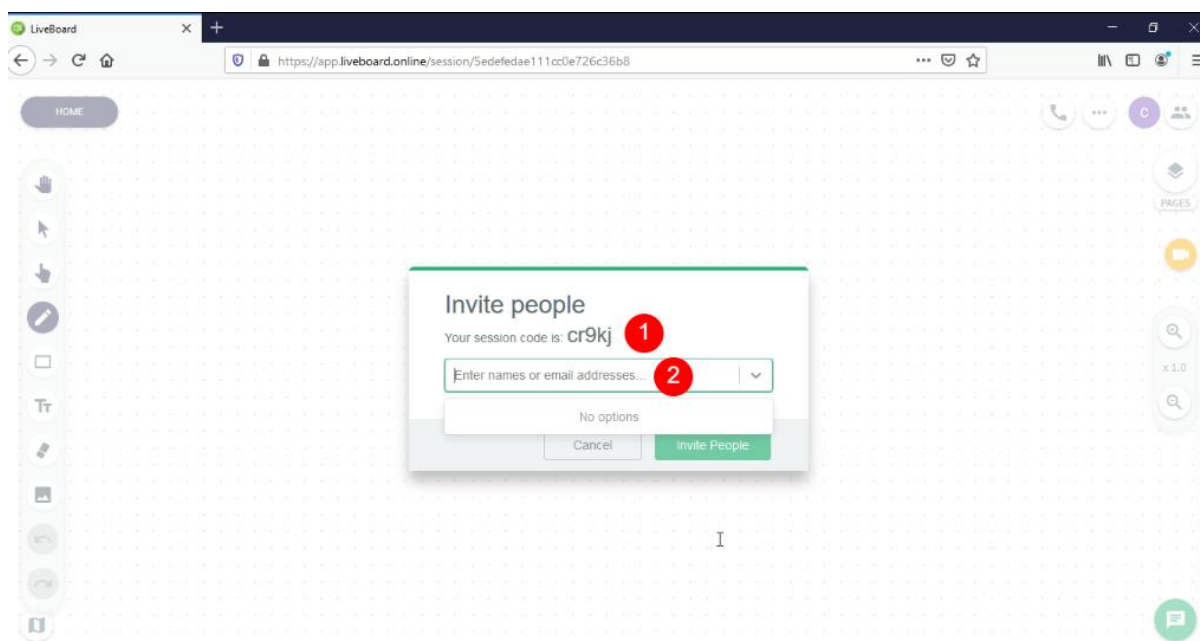 LiveBoard
https://app.liveboard.online/session/5edefedae111cc0e726c36b8
HOME
C
PAGES
Invite people
Your session code is: cr9kj 1
Enter names or email addresses... 2
No options
Cancel Invite People
x 1.0
Tт